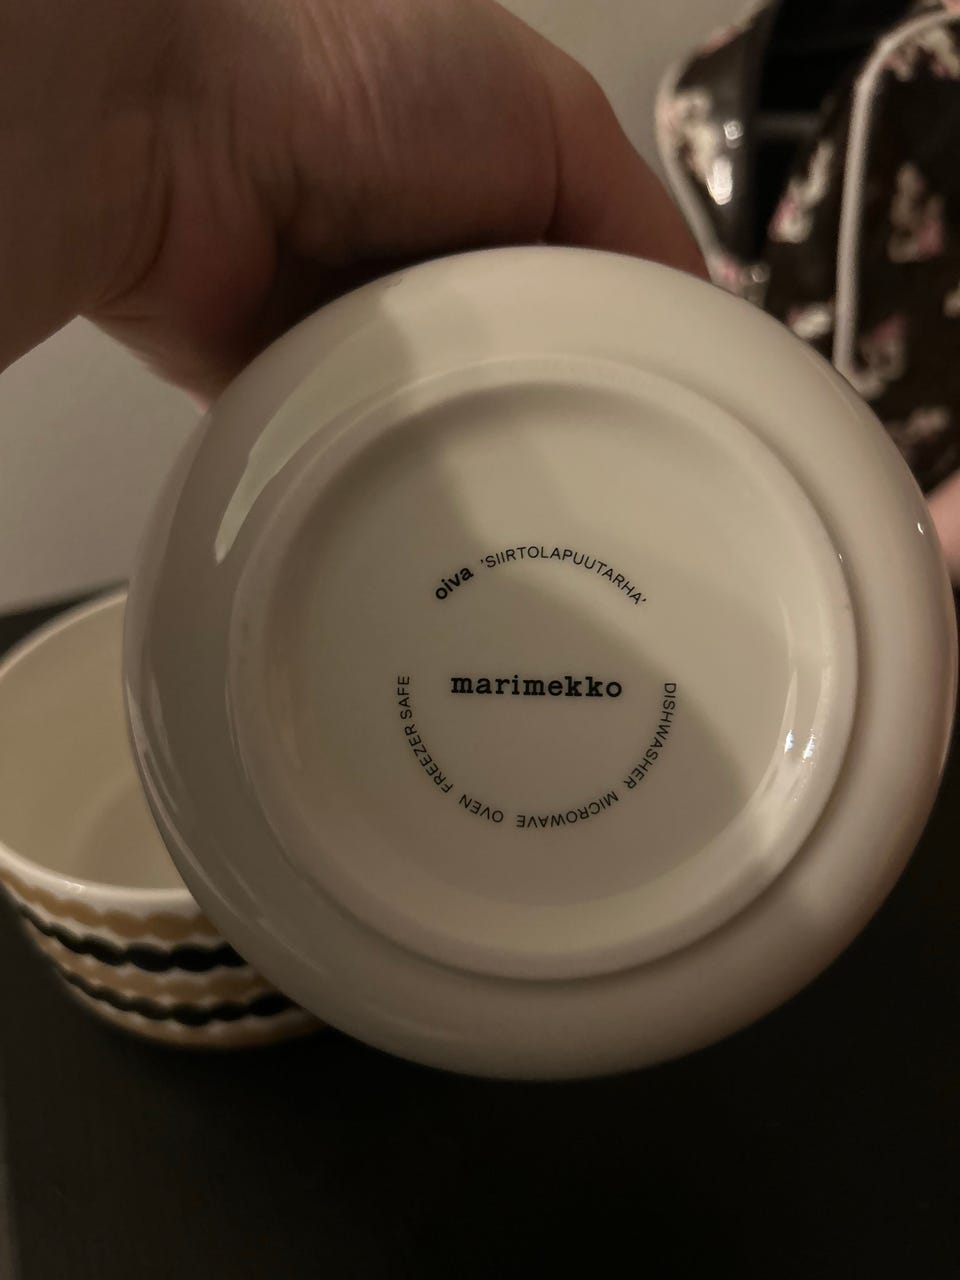 oiva 'SIIRTOLAPUUTARHA'
marimekko
DISHWASHER MICROWAVE OVEN FREEZER SAFE